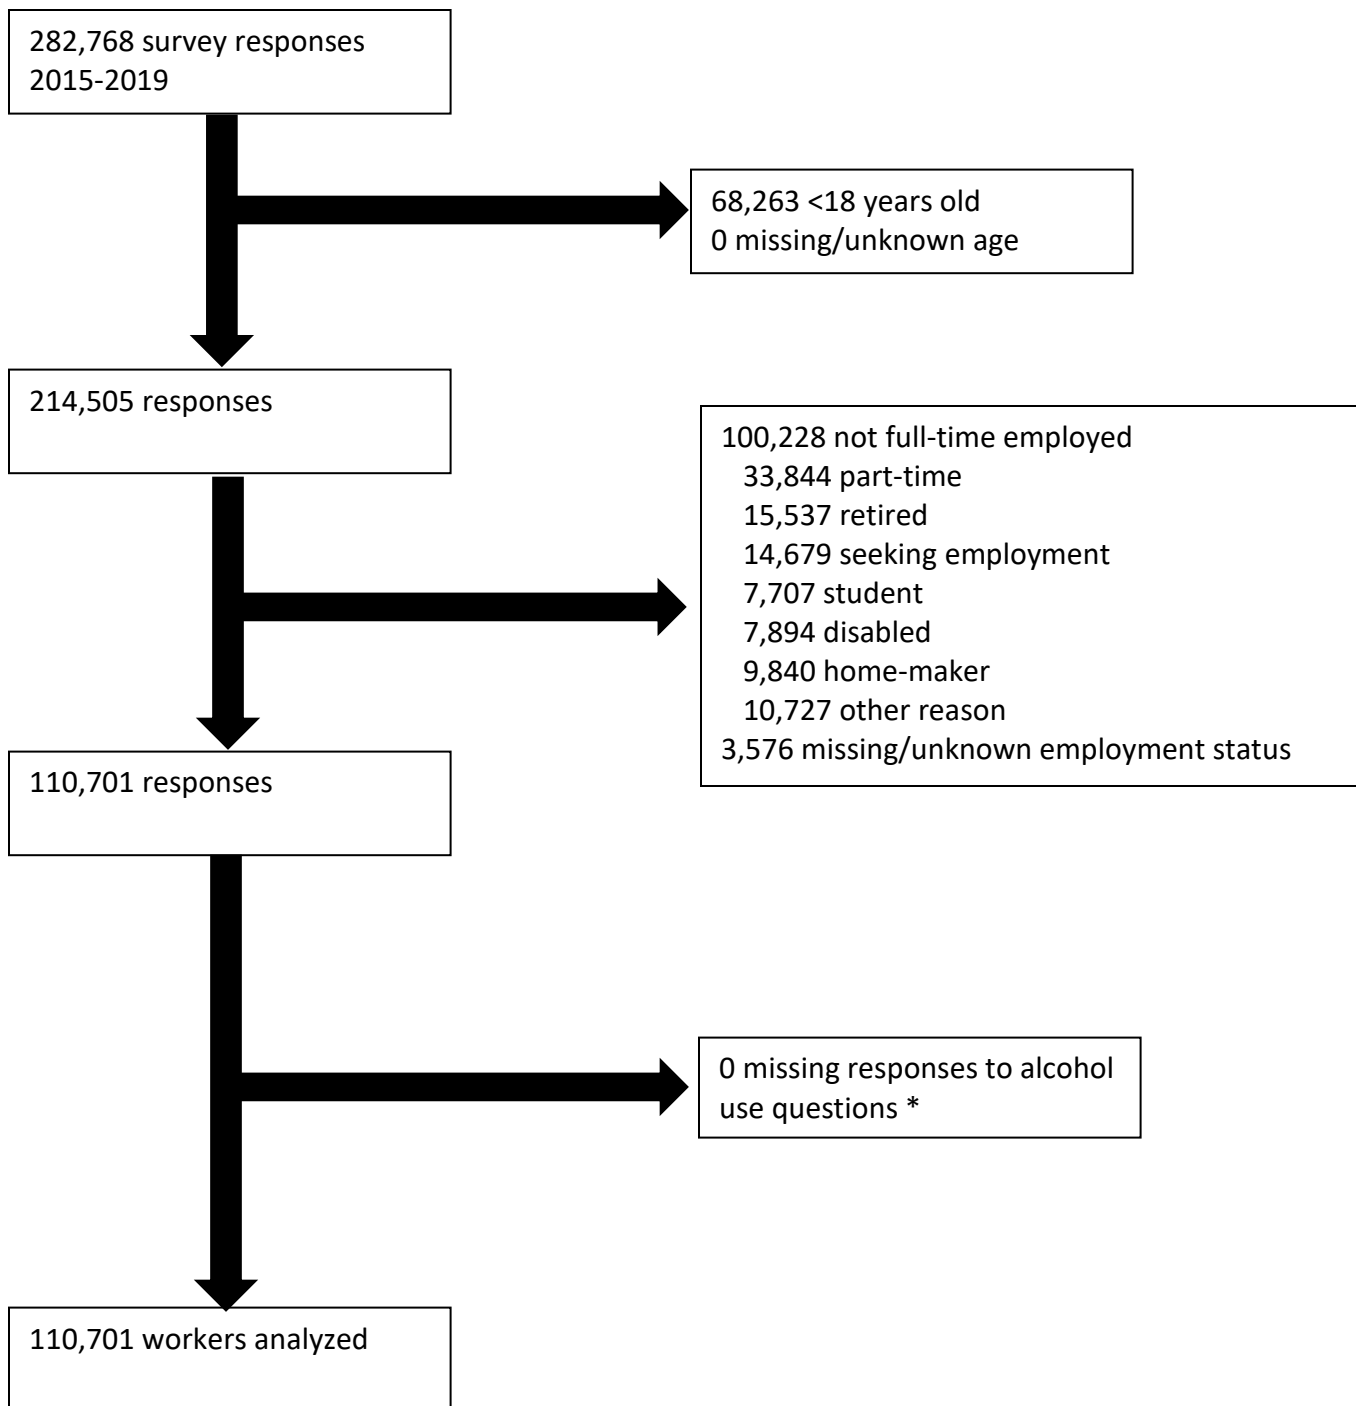 282,768 survey responses
2015-2019
68,263 <18 years old
0 missing/unknown age
214,505 responses
100,228 not full-time employed
33,844 part-time
15,537 retired
14,679 seeking employment
7,707 student
7,894 disabled
9,840 home-maker
10,727 other reason
3,576 missing/unknown employment status
110,701 responses
0 missing responses to alcohol
use questions *
110,701 workers analyzed